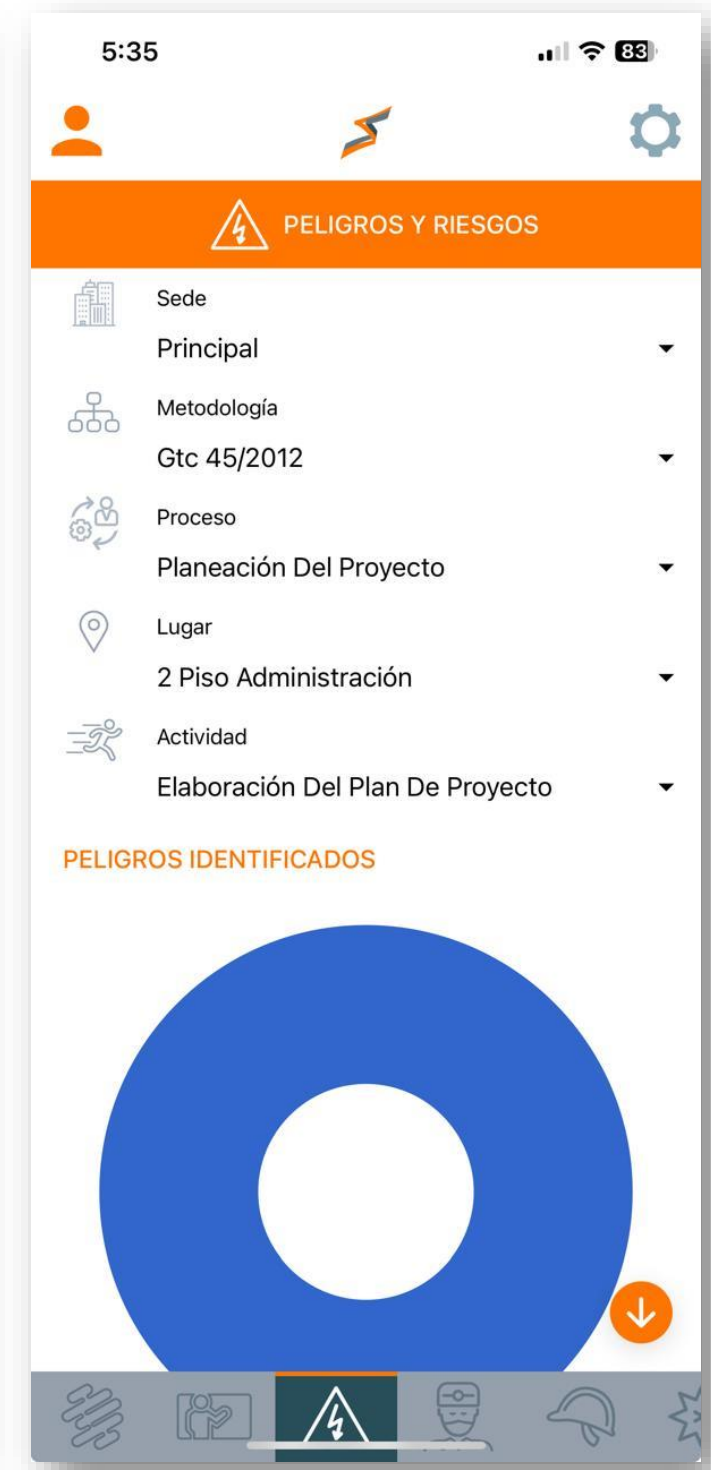 5:35
83
PELIGROS Y RIESGOS
Sede
Principal
Metodología
Gtc 45/2012
Proceso
Planeación Del Proyecto
Lugar
2 Piso Administración
Actividad
Elaboración Del Plan De Proyecto
PELIGROS IDENTIFICADOS